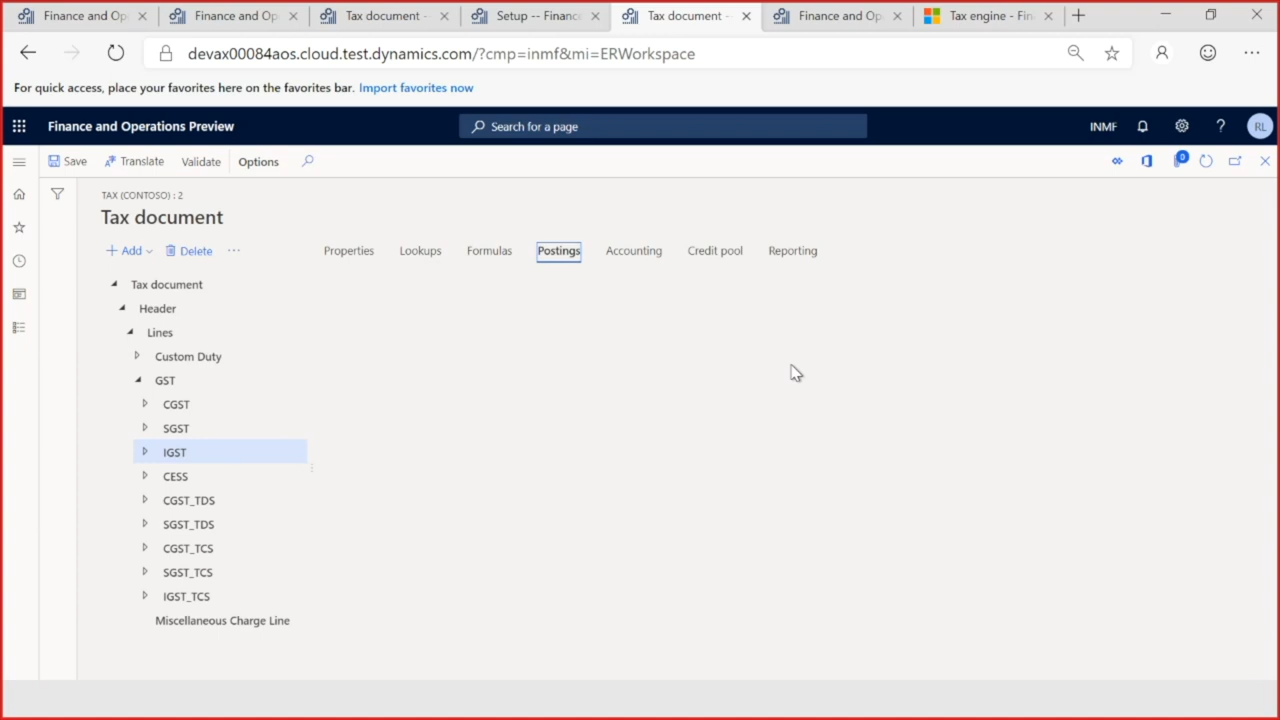 Finance and Op
Finance and Op
Tax document -
Setup -- Financ
Tax document --
Finance and Op
Tax engine - Fin
devax00084aos.cloud.test.dynamics.com/?cmp=inmf&mi=ERWorkspace
For quick access, place your favorites here on the favorites bar. Import favorites now
Finance and Operations Preview
Search for a page
INMF
?
RL
Save
Translate
Validate
Options
0
TAX (CONTOSO) : 2
Tax document
Add
Delete
...
Properties
Lookups
Formulas
Postings
Accounting
Credit pool
Reporting
Tax document
Header
Lines
Custom Duty
GST
CGST
SGST
IGST
CESS
CGST_TDS
SGST_TDS
CGST_TCS
SGST_TCS
IGST_TCS
Miscellaneous Charge Line